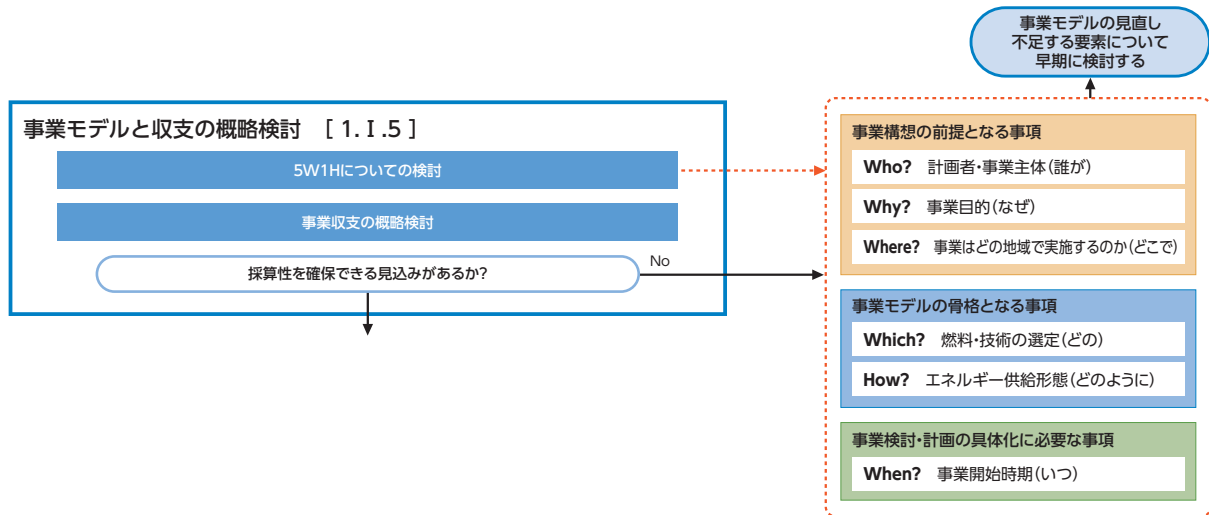 事業モデルの見直し
不足する要素について
早期に検討する
事業モデルと収支の概略検討 [ 1. Ⅰ.5 ]
5W1Hについての検討
事業収支の概略検討
採算性を確保できる見込みがあるか?
No
事業構想の前提となる事項
Who? 計画者・事業主体(誰が)
Why? 事業目的(なぜ)
Where? 事業はどの地域で実施するのか(どこで)
事業モデルの骨格となる事項
Which? 燃料・技術の選定(どの)
How? エネルギー供給形態(どのように)
事業検討・計画の具体化に必要な事項
When? 事業開始時期(いつ)